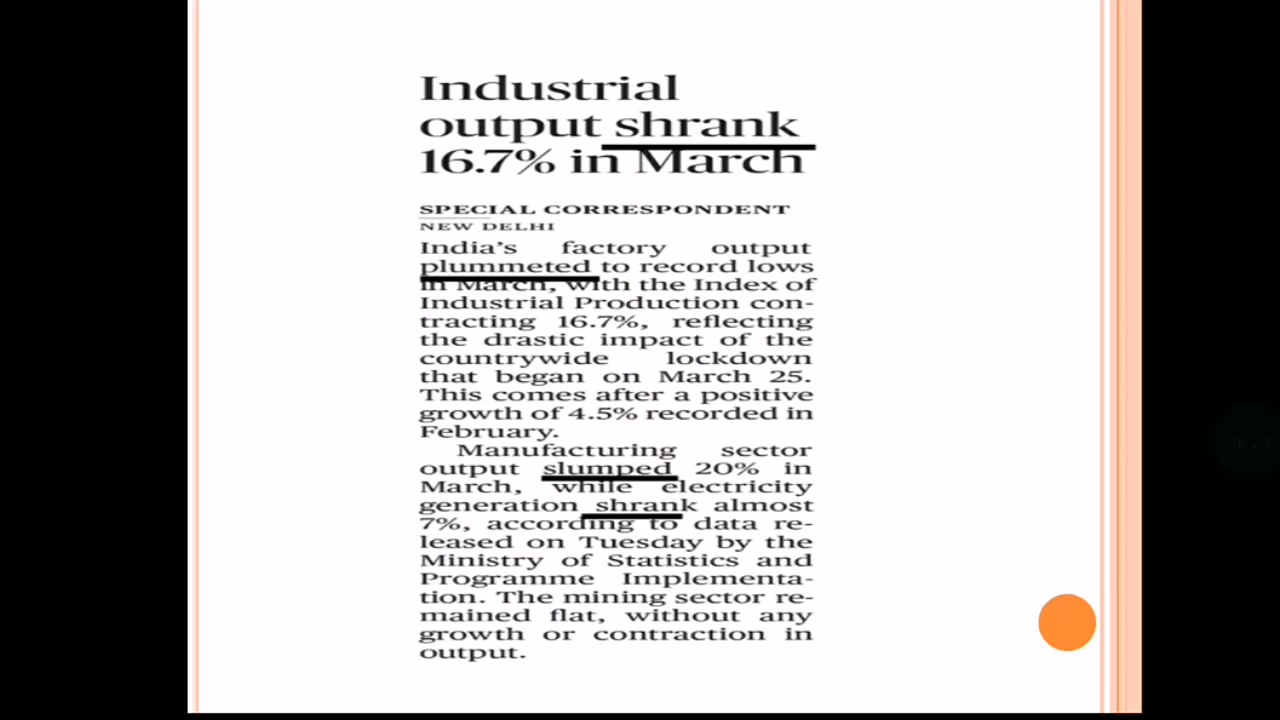 Industrial
output shrank
16.7% in March
SPECIAL CORRESPONDENT
NEW DELHI
India's factory output
plummeted to record lows
in March, with the Index of
Industrial Production con-
tracting 16.7%, reflecting
the drastic impact of the
countrywide lockdown
that began on March 25.
This comes after a positive
growth of 4.5% recorded in
February.
Manufacturing sector
output slumped 20% in
March, while electricity
generation shrank almost
7%, according to data re-
leased on Tuesday by the
Ministry of Statistics and
Programme Implementa-
tion. The mining sector re-
mained flat, without any
growth or contraction in
output.